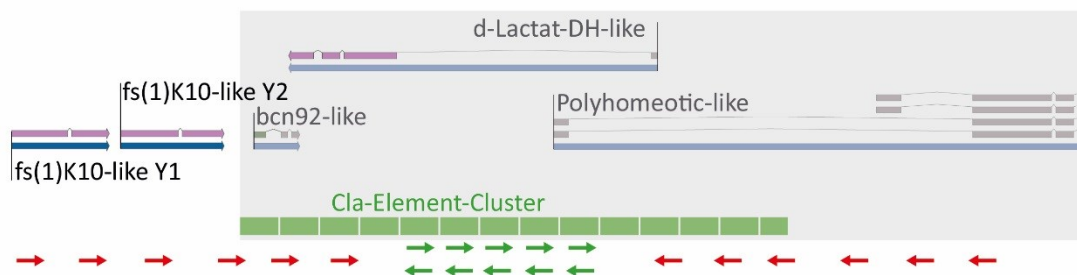 d-Lactat-DH-like
fs(1)K10-like Y2
bcn92-like
Polyhomeotic-like
fs(1)K10-like Y1
Cla-Element-Cluster